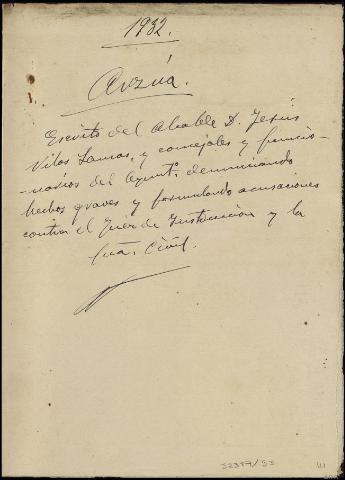 1932.
Arzúa.
Escrito del Alcalde D. Jesús
Vilas Lamas, y concejales y funcio-
-narios del Ayuntº. denunciando
hechos graves y formulando acusaciones
contra el Juez de Instrucción y la
Guª. Civil.